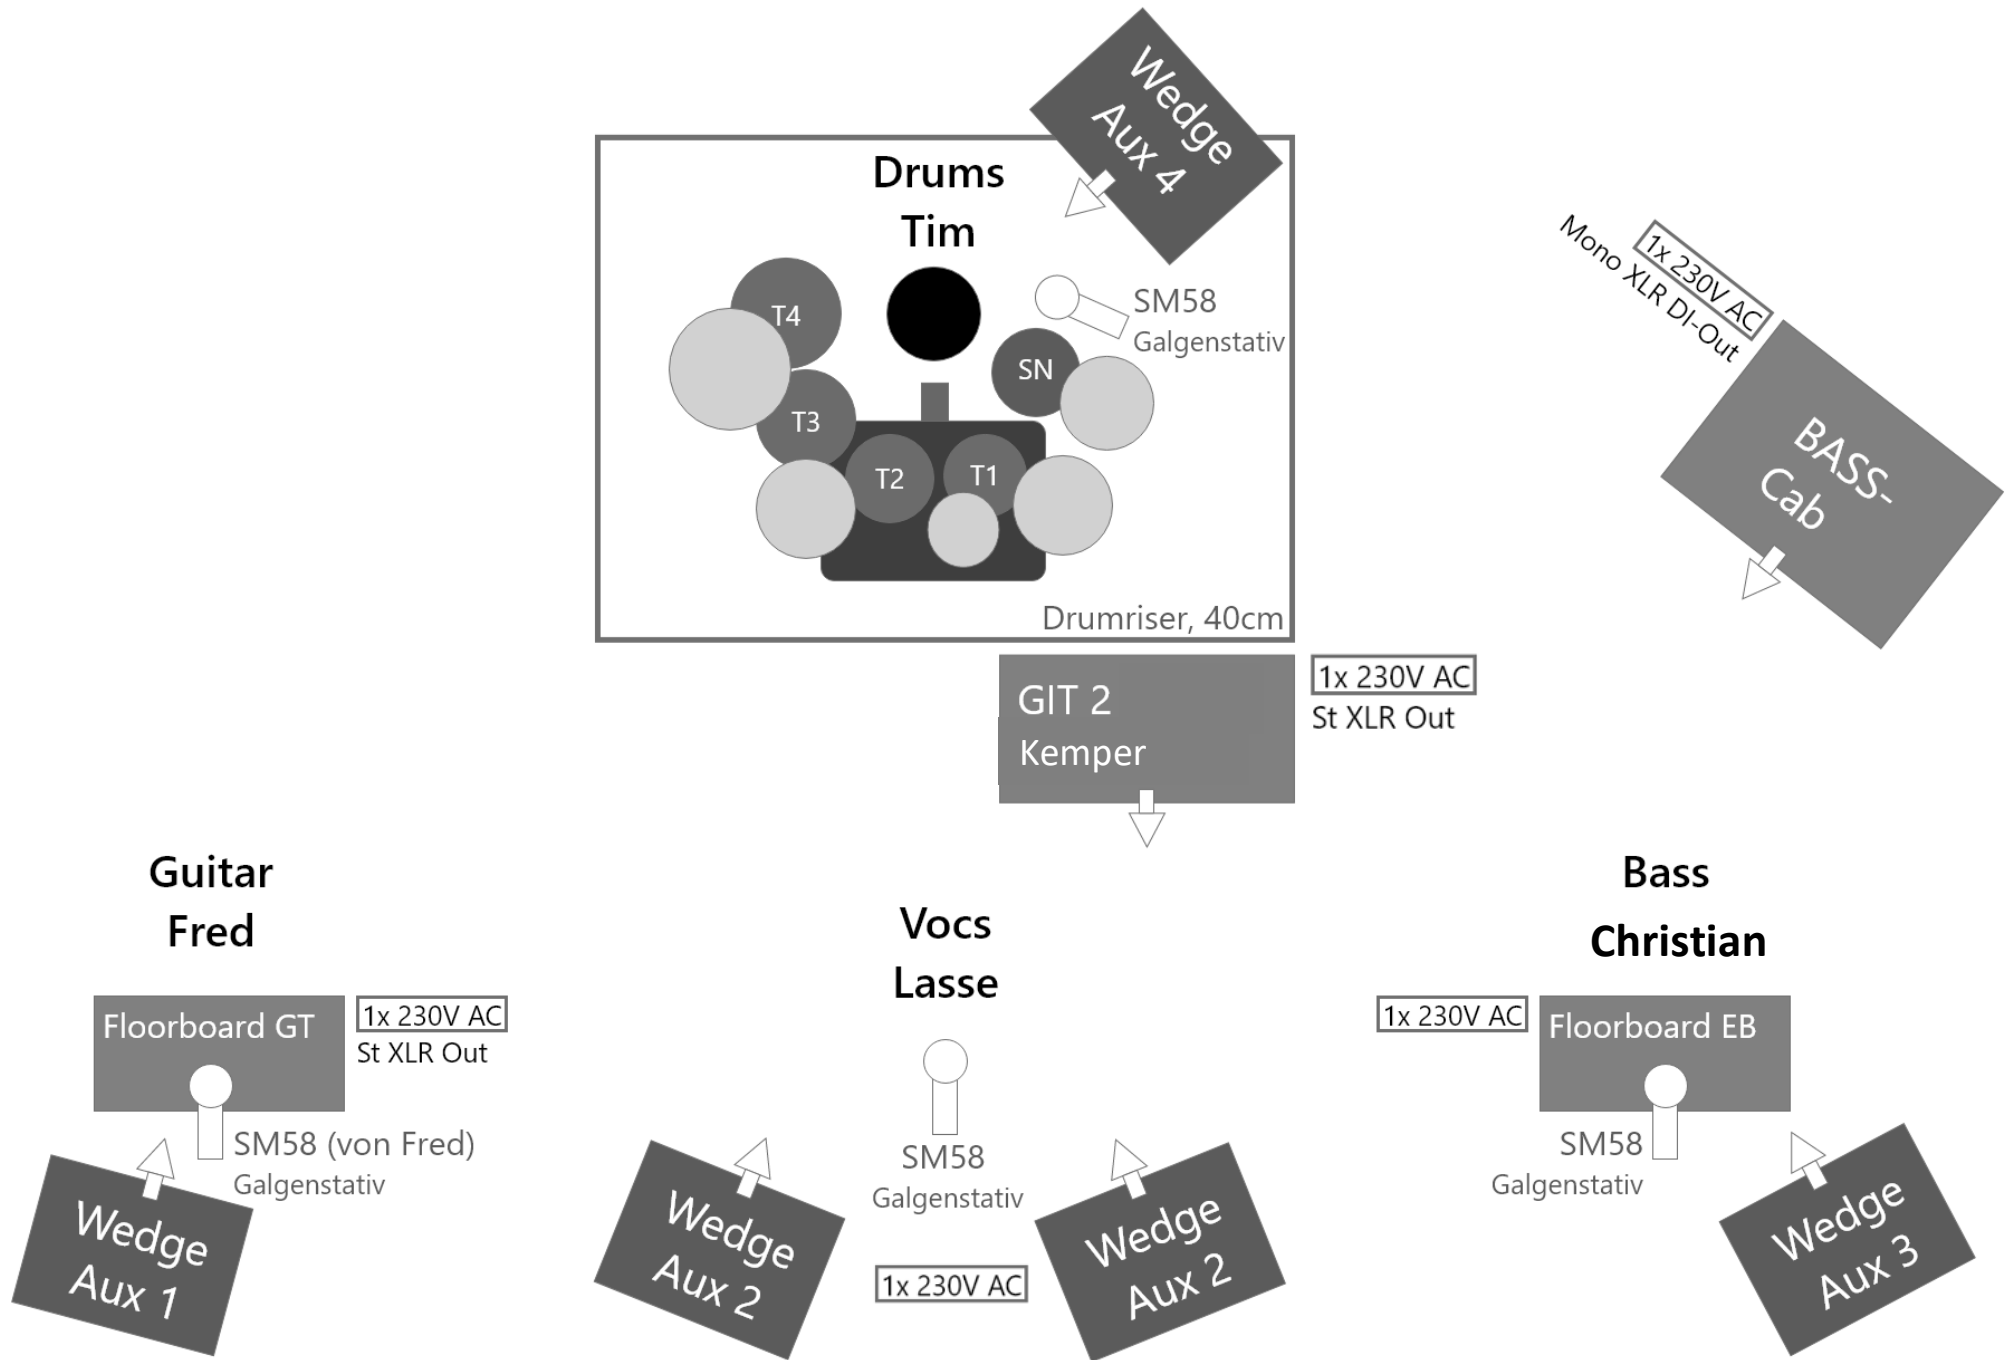 Wedge
Aux 4
Drums
Tim
T4
SM58
Galgenstativ
SN
T3
T2
T1
Drumriser, 40cm
1x 230V AC
Mono XLR DI-Out
BASS-
Cab
GIT 2
Kemper
1x 230V AC
St XLR Out
Guitar
Fred
Floorboard GT
1x 230V AC
St XLR Out
SM58 (von Fred)
Galgenstativ
Wedge
Aux 1
Vocs
Lasse
SM58
Galgenstativ
Wedge
Aux 2
1x 230V AC
Wedge
Aux 2
Bass
Christian
1x 230V AC
Floorboard EB
SM58
Galgenstativ
Wedge
Aux 3